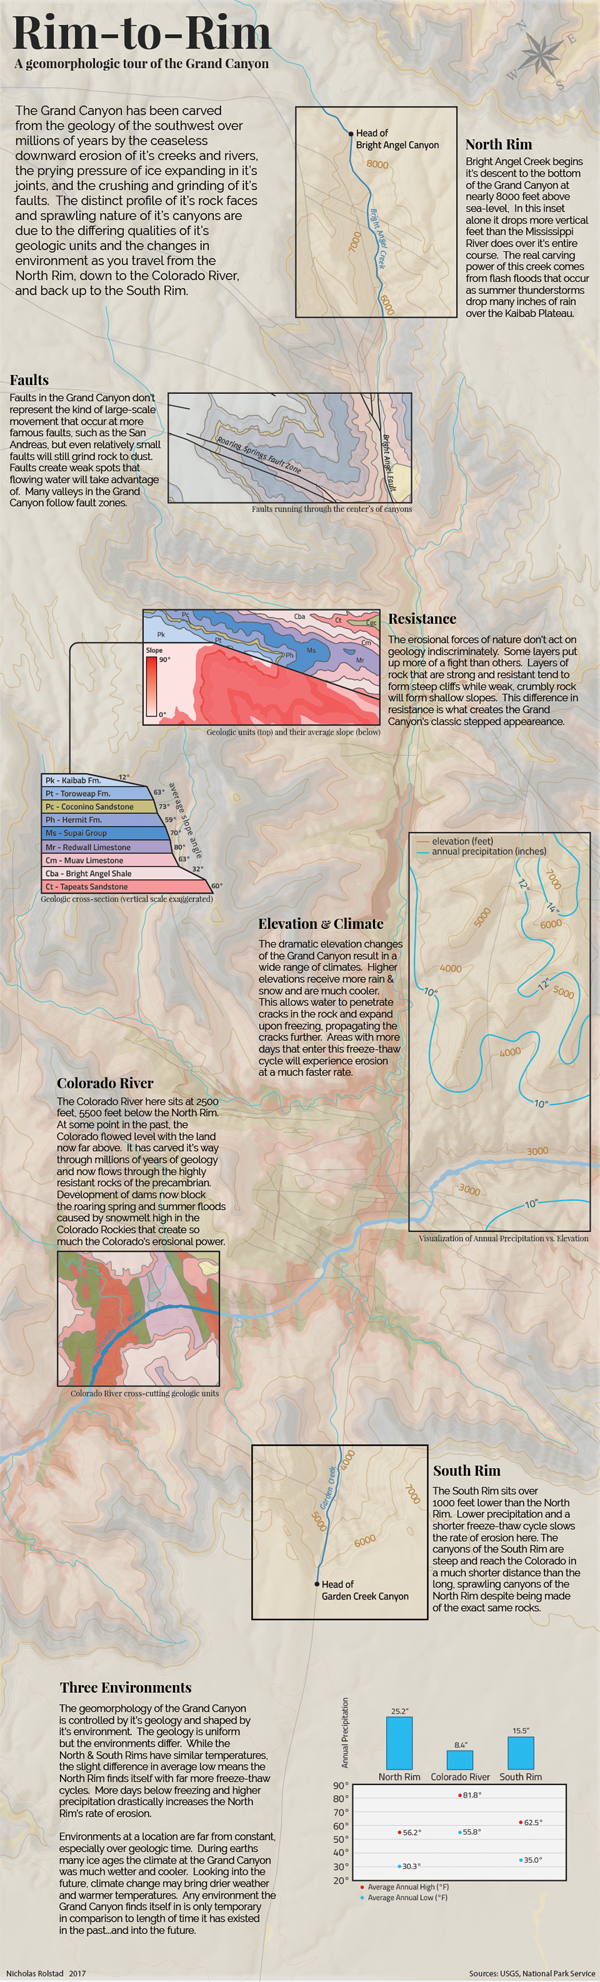 Rim-to-Rim
A geomorphologic tour of the Grand Canyon
N
E
S
W
The Grand Canyon has been carved
from the geology of the southwest over
millions of years by the ceaseless
downward erosion of it's creeks and rivers,
the prying pressure of ice expanding in it's
joints, and the crushing and grinding of it's
faults. The distinct profile of it's rock faces
and sprawling nature of it's canyons are
due to the differing qualities of it's
geologic units and the changes in
environment as you travel from the
North Rim, down to the Colorado River,
and back up to the South Rim.
Head of
Bright Angel Canyon
8000
Bright Angel Creek
7000
6000
North Rim
Bright Angel Creek begins
it's descent to the bottom
of the Grand Canyon at
nearly 8000 feet above
sea-level. In this inset
alone it drops more vertical
feet than the Mississippi
River does over it's entire
course. The real carving
power of this creek comes
from flash floods that occur
as summer thunderstorms
drop many inches of rain
over the Kaibab Plateau.
Faults
Faults in the Grand Canyon don't
represent the kind of large-scale
movement that occur at more
famous faults, such as the San
Andreas, but even relatively small
faults will still grind rock to dust.
Faults create weak spots that
flowing water will take advantage
of. Many valleys in the Grand
Canyon follow fault zones.
Roaring Springs Fault Zone
Bright Angel Fault
Faults running through the center's of canyons
Pc
Cba
Ct
Pk
Pt
Cm
Ms
Ph
Mr
Slope
90°
0°
Geologic units (top) and their average slope (below)
Resistance
The erosional forces of nature don't act on
geology indiscriminately. Some layers put
up more of a fight than others. Layers of
rock that are strong and resistant tend to
form steep cliffs while weak, crumbly rock
will form shallow slopes. This difference in
resistance is what creates the Grand
Canyon's classic stepped appeareance.
Pk - Kaibab Fm. 12°
Pt - Toroweap Fm. 63°
Pc - Coconino Sandstone 73°
Ph - Hermit Fm. 59°
Ms - Supai Group 70°
Mr - Redwall Limestone 80°
Cm - Muav Limestone 63°
Cba - Bright Angel Shale 32°
Ct - Tapeats Sandstone 60°
average slope angle
Geologic cross-section (vertical scale exaggerated)
elevation (feet)
annual precipitation (inches)
12"
7000
14"
5000
6000
4000
10"
12"
5000
4000
10"
3000
3000
10"
Visualization of Annual Precipitation vs. Elevation
Elevation & Climate
The dramatic elevation changes
of the Grand Canyon result in a
wide range of climates. Higher
elevations receive more rain &
snow and are much cooler.
This allows water to penetrate
cracks in the rock and expand
upon freezing, propagating the
cracks further. Areas with more
days that enter this freeze-thaw
cycle will experience erosion
at a much faster rate.
Colorado River
The Colorado River here sits at 2500
feet, 5500 feet below the North Rim.
At some point in the past, the
Colorado flowed level with the land
now far above. It has carved it's way
through millions of years of geology
and now flows through the highly
resistant rocks of the precambrian.
Development of dams now block
the roaring spring and summer floods
caused by snowmelt high in the
Colorado Rockies that create so
much the Colorado's erosional power.
Colorado River cross-cutting geologic units
4000
Garden Creek
7000
5000
6000
Head of
Garden Creek Canyon
South Rim
The South Rim sits over
1000 feet lower than the North
Rim. Lower precipitation and a
shorter freeze-thaw cycle slows
the rate of erosion here. The
canyons of the South Rim are
steep and reach the Colorado in
a much shorter distance than the
long, sprawling canyons of the
North Rim despite being made
of the exact same rocks.
Three Environments
The geomorphology of the Grand Canyon
is controlled by it's geology and shaped by
it's environment. The geology is uniform
but the environments differ. While the
North & South Rims have similar temperatures,
the slight difference in average low means the
North Rim finds itself with far more freeze-thaw
cycles. More days below freezing and higher
precipitation drastically increases the North
Rim's rate of erosion.
Environments at a location are far from constant,
especially over geologic time. During earths
many ice ages the climate at the Grand Canyon
was much wetter and cooler. Looking into the
future, climate change may bring drier weather
and warmer temperatures. Any environment the
Grand Canyon finds itself in is only temporary
in comparison to length of time it has existed
in the past...and into the future.
Annual Precipitation
25.2"
8.4"
15.5"
North Rim
Colorado River
South Rim
90°
80°
70°
60°
50°
40°
30°
20°
81.8°
62.5°
56.2°
55.8°
35.0°
30.3°
Average Annual High (°F)
Average Annual Low (°F)
Nicholas Rolstad 2017
Sources: USGS, National Park Service